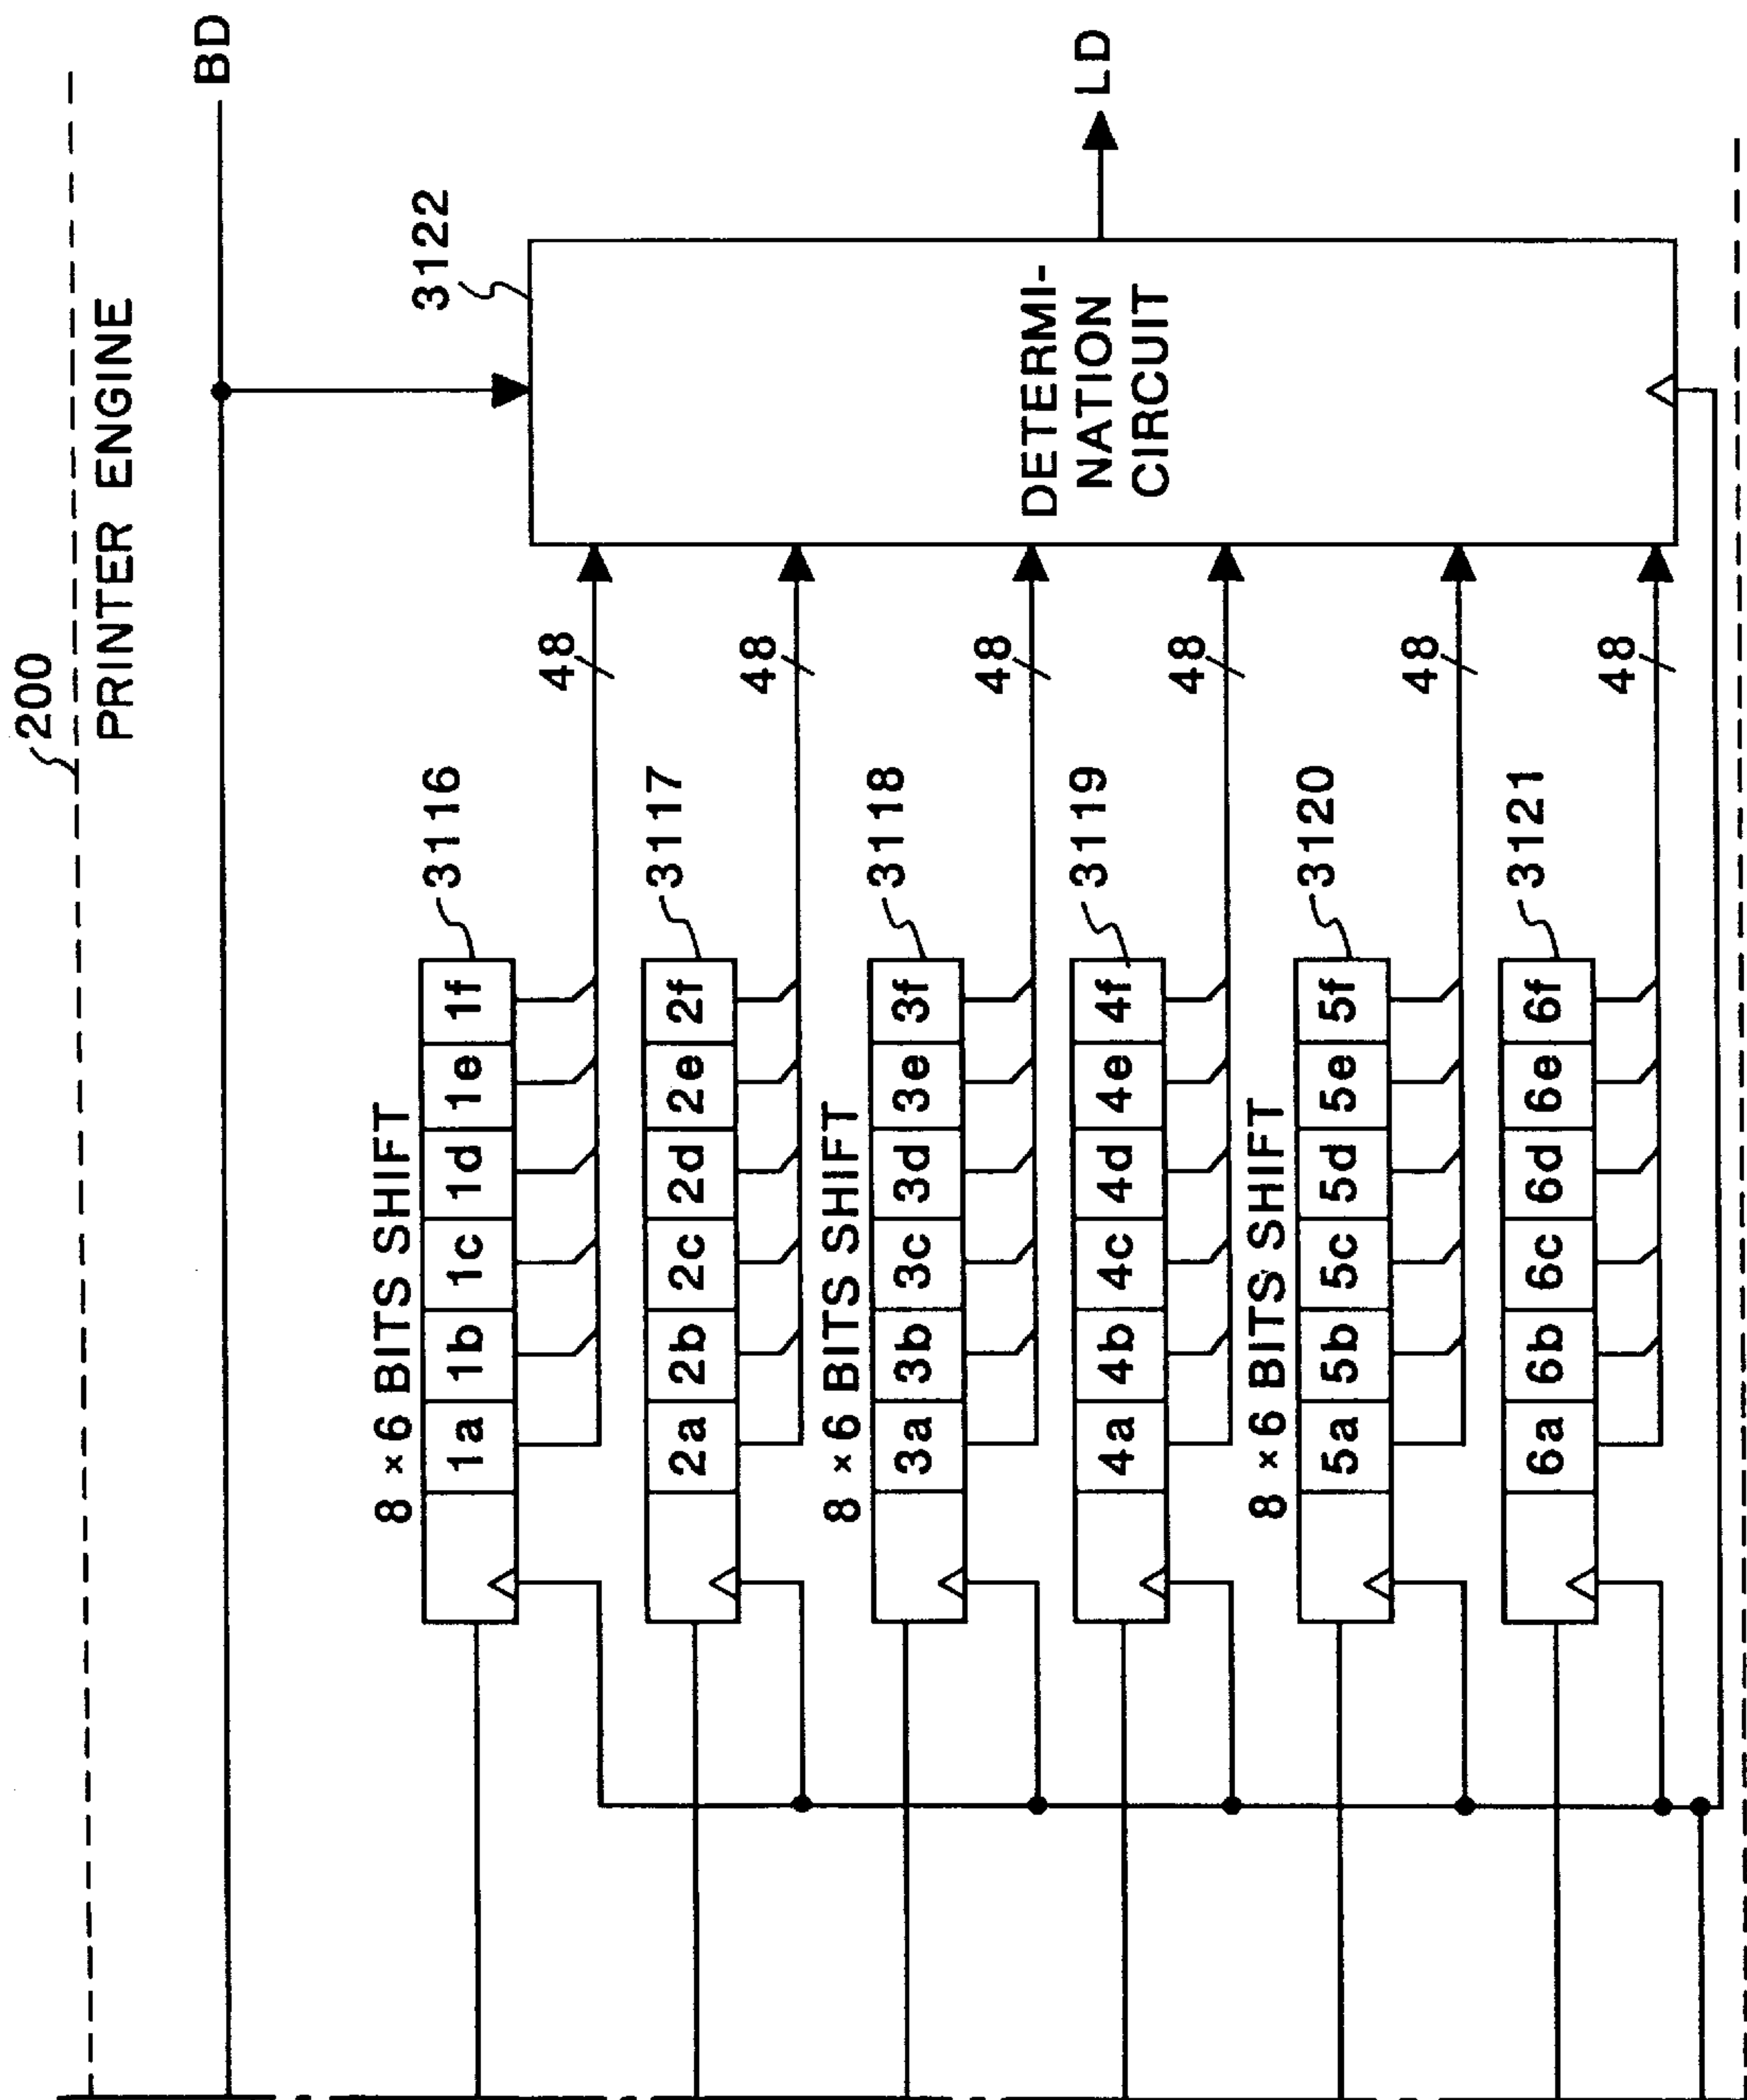 200
PRINTER ENGINE
BD
3122
8 × 6 BITS SHIFT
1a 1b 1c 1d 1e 1f
3116
48
2a 2b 2c 2d 2e 2f
3117
48
8 × 6 BITS SHIFT
3a 3b 3c 3d 3e 3f
3118
48
4a 4b 4c 4d 4e 4f
3119
48
8 × 6 BITS SHIFT
5a 5b 5c 5d 5e 5f
3120
48
6a 6b 6c 6d 6e 6f
3121
48
DETERMI-
NATION
CIRCUIT
LD